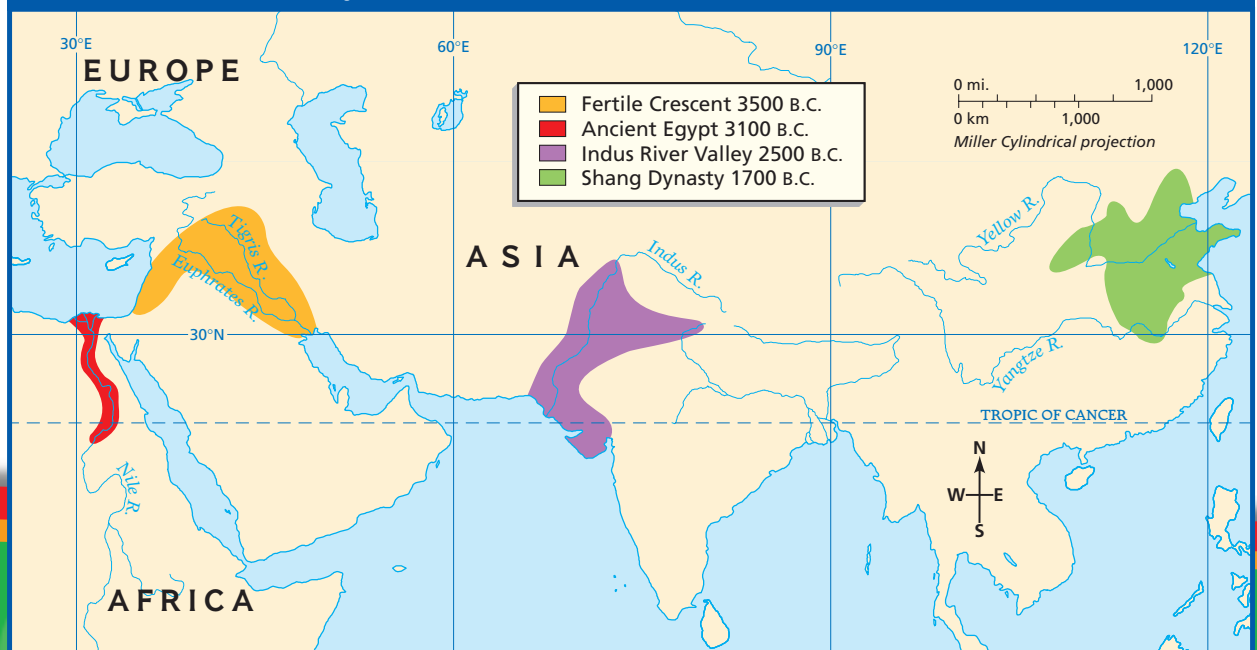 30°E
60°E
90°E
120°E
EUROPE
0 mi.
1,000
0 km
1,000
Miller Cylindrical projection
Fertile Crescent 3500 B.C.
Ancient Egypt 3100 B.C.
Indus River Valley 2500 B.C.
Shang Dynasty 1700 B.C.
Tigris R.
Euphrates R.
ASIA
Indus R.
Yellow R.
30°N
Yangtze R.
TROPIC OF CANCER
N
W
E
S
Nile R.
AFRICA